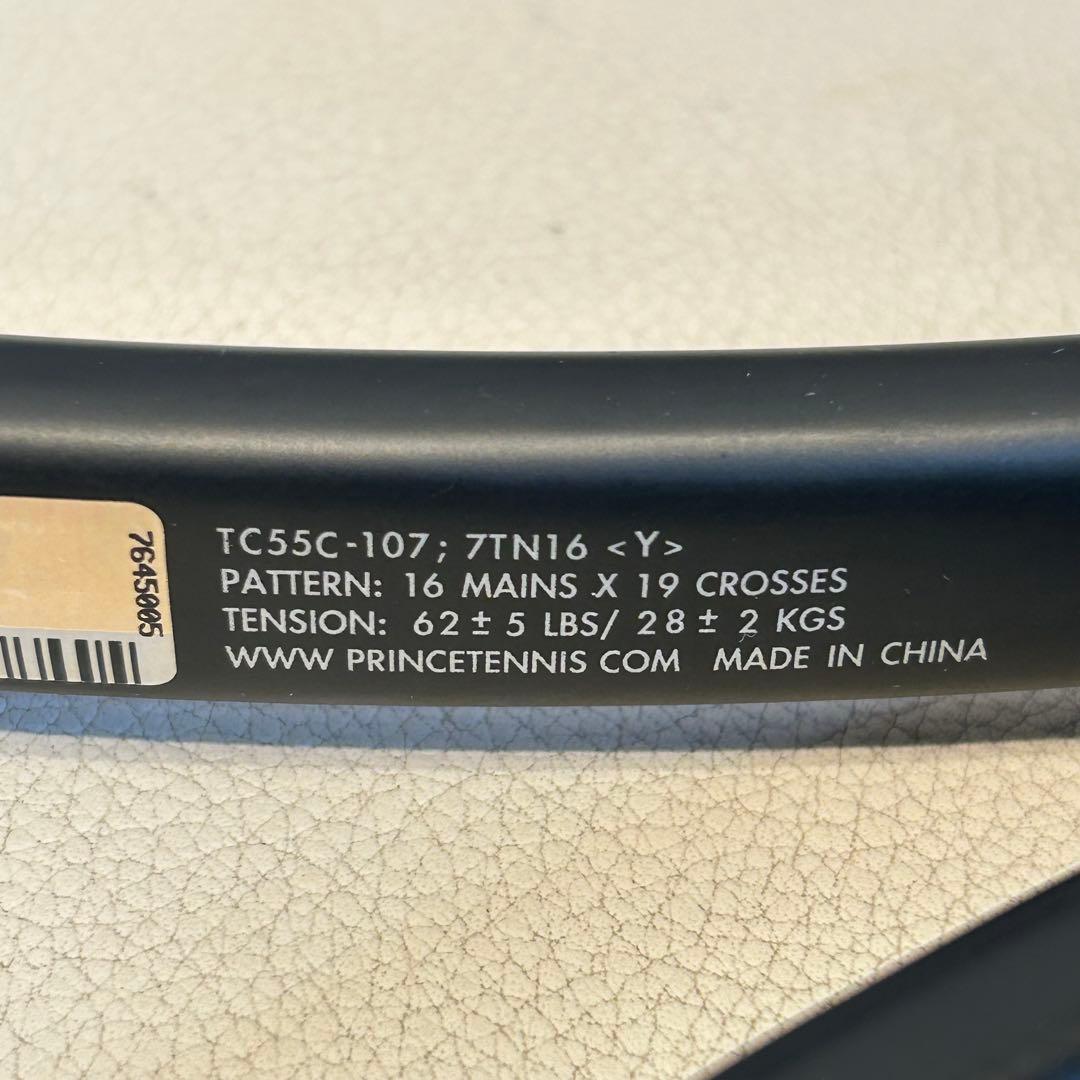 TC55C-107; 7TN16 <Y>
PATTERN: 16 MAINS X 19 CROSSES
TENSION: 62 ± 5 LBS/ 28 ± 2 KGS
WWW PRINCETENNIS COM MADE IN CHINA
7645005